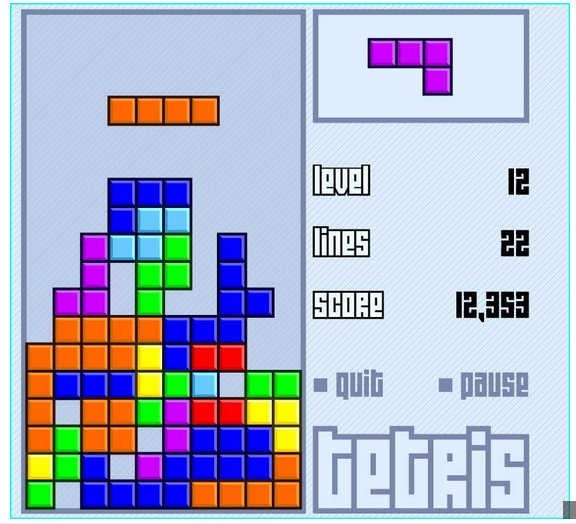 level 12
lines 22
score 12,353
quit pause
tetris